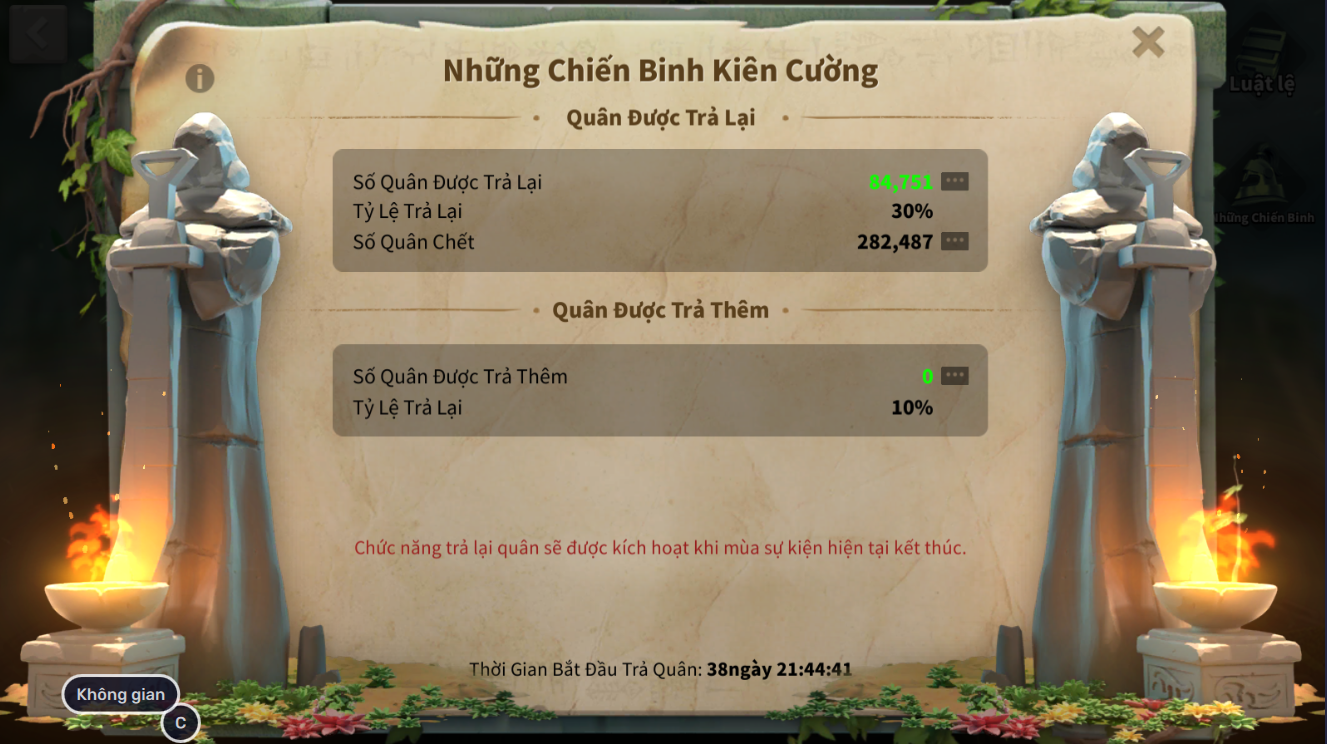 Những Chiến Binh Kiên Cường
Luật lệ
Quân Được Trả Lại
Số Quân Được Trả Lại 84,751
Tỷ Lệ Trả Lại 30%
Những Chiến Binh
Số Quân Chết 282,487
Quân Được Trả Thêm
Số Quân Được Trả Thêm 0
Tỷ Lệ Trả Lại 10%
Chức năng trả lại quân sẽ được kích hoạt khi mùa sự kiện hiện tại kết thúc.
Thời Gian Bắt Đầu Trả Quân: 38ngày 21:44:41
Không gian
C